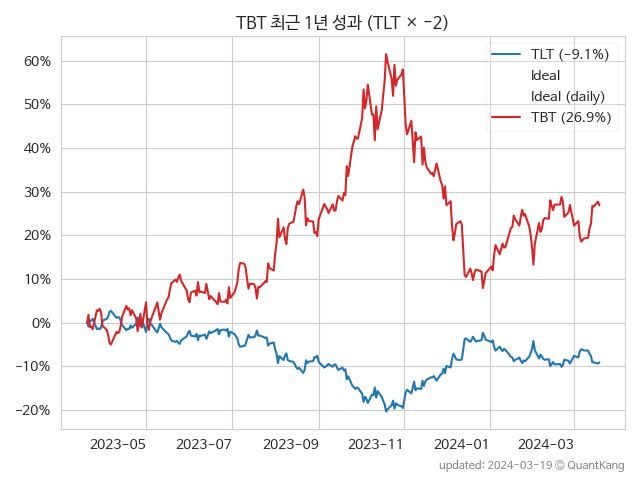 TBT 최근 1년 성과 (TLT × −2)
TLT (−9.1%)
Ideal
Ideal (daily)
TBT (26.9%)
60%
50%
40%
30%
20%
10%
0%
−10%
−20%
2023−05 2023−07 2023−09 2023−11 2024−01 2024−03
updated: 2024−03−19 © QuantKang